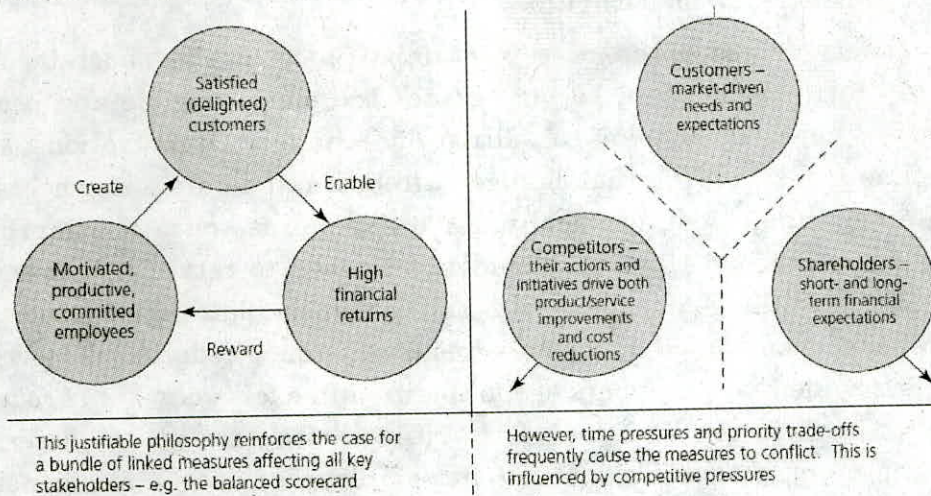 Satisfied
(delighted)
customers
Create
Enable
Motivated,
productive,
committed
employees
High
financial
returns
Reward
This justifiable philosophy reinforces the case for
a bundle of linked measures affecting all key
stakeholders – e.g. the balanced scorecard
Customers –
market-driven
needs and
expectations
Competitors –
their actions and
initiatives drive both
product/service
improvements
and cost
reductions
Shareholders –
short- and long-
term financial
expectations
However, time pressures and priority trade-offs
frequently cause the measures to conflict. This is
influenced by competitive pressures